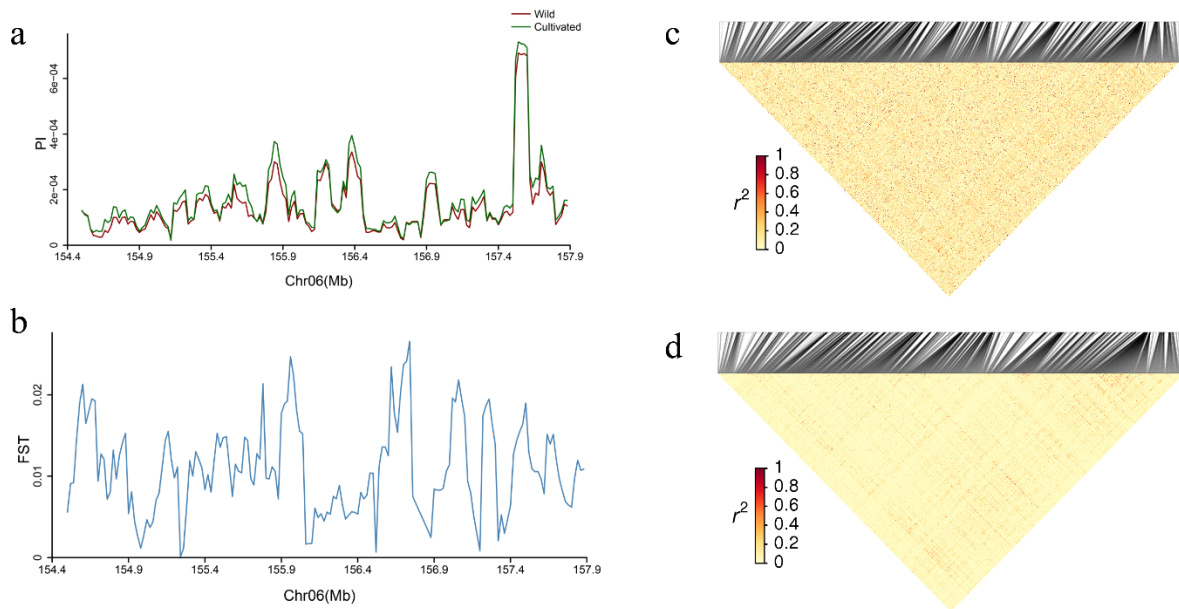 a
Wild
Cultivated
PI
0
2e−04
4e−04
6e−04
154.4 154.9 155.4 155.9 156.4 156.9 157.4 157.9
Chr06(Mb)
b
FST
0
0.01
0.02
154.4 154.9 155.4 155.9 156.4 156.9 157.4 157.9
Chr06(Mb)
c
r²
1
0.8
0.6
0.4
0.2
0
d
r²
1
0.8
0.6
0.4
0.2
0